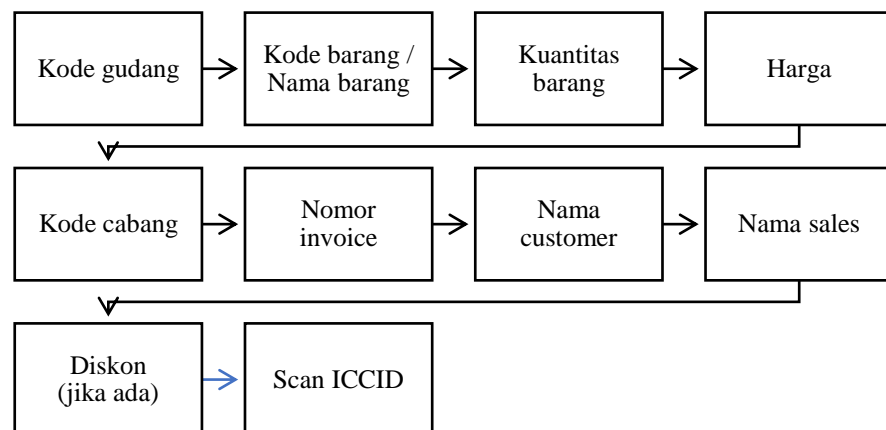 Kode gudang
Kode barang /
Nama barang
Kuantitas
barang
Harga
Kode cabang
Nomor
invoice
Nama
customer
Nama sales
Diskon
(jika ada)
Scan ICCID